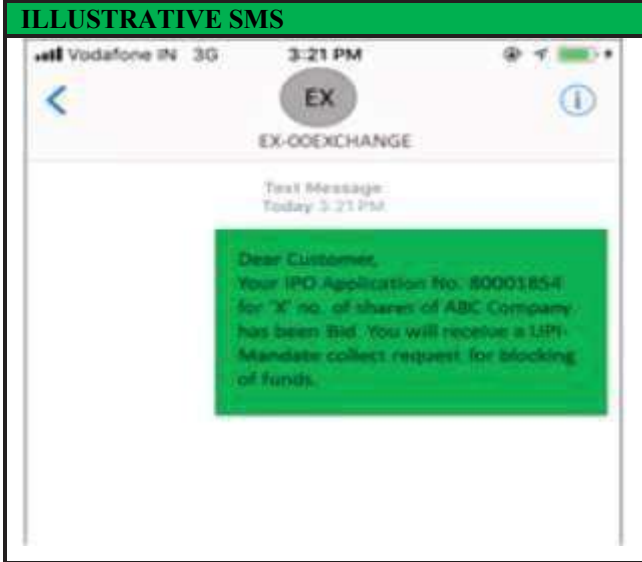 ILLUSTRATIVE SMS
Vodafone IN 3G 3:21 PM
EX
EX-OOEXCHANGE
Text Message
Today 3:21 PM
Dear Customer,
Your IPO Application No. 80001854
for 'X' no. of shares of ABC Company
has been Bid. You will receive a UPI-
Mandate collect request for blocking
of funds.